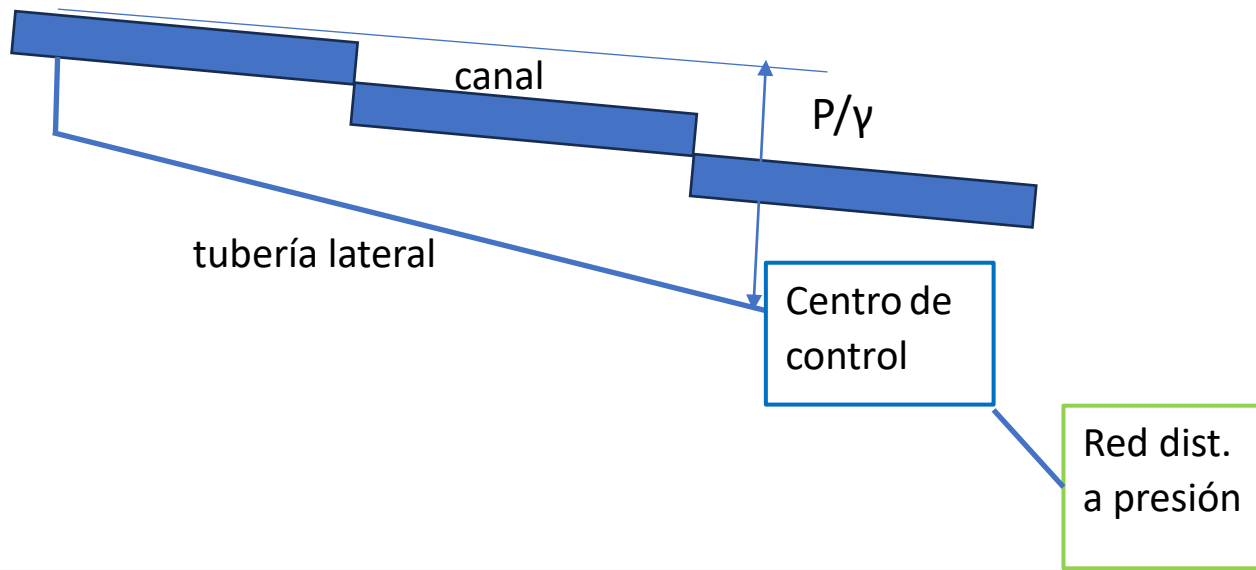 canal
P/γ
tubería lateral
Centro de
control
Red dist.
a presión